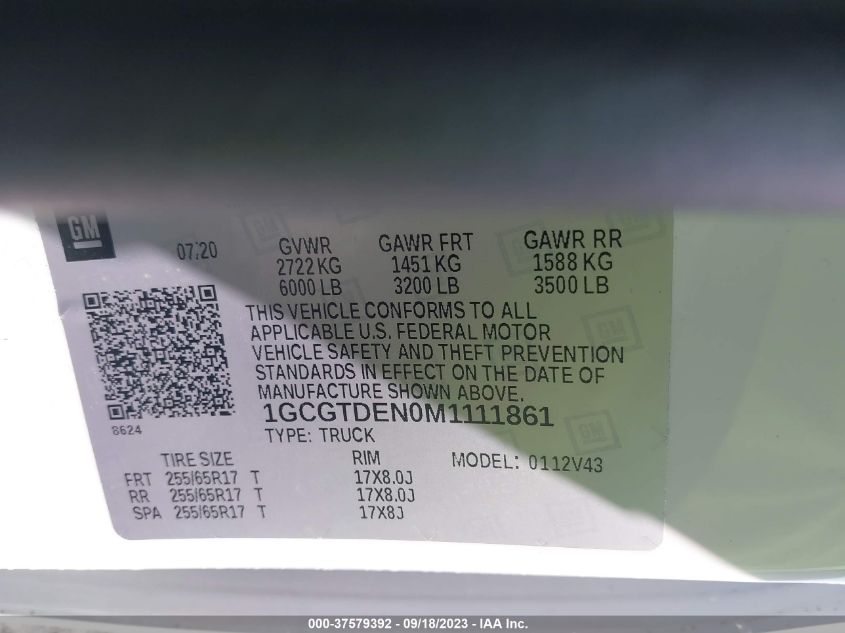 GM
07/20
GVWR GAWR FRT GAWR RR
2722 KG 1451 KG 1588 KG
6000 LB 3200 LB 3500 LB
THIS VEHICLE CONFORMS TO ALL
APPLICABLE U.S. FEDERAL MOTOR
VEHICLE SAFETY AND THEFT PREVENTION
STANDARDS IN EFFECT ON THE DATE OF
MANUFACTURE SHOWN ABOVE.
1GCGTDEN0M1111861
8624
TYPE: TRUCK
TIRE SIZE RIM MODEL: 0112V43
FRT 255/65R17 T 17X8.0J
RR 255/65R17 T 17X8.0J
SPA 255/65R17 T 17X8J
000-37579392 - 09/18/2023 - IAA Inc.